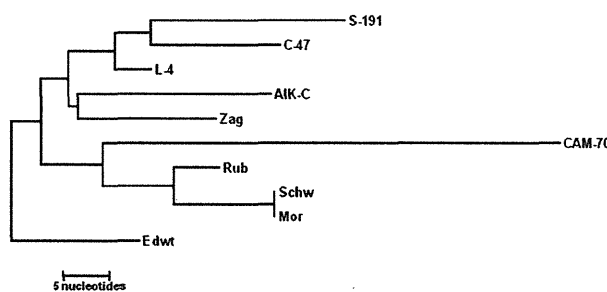 S-191
C-47
L-4
AIK-C
Zag
CAM-70
Rub
Schw
Mor
Edwt
5 nucleotides